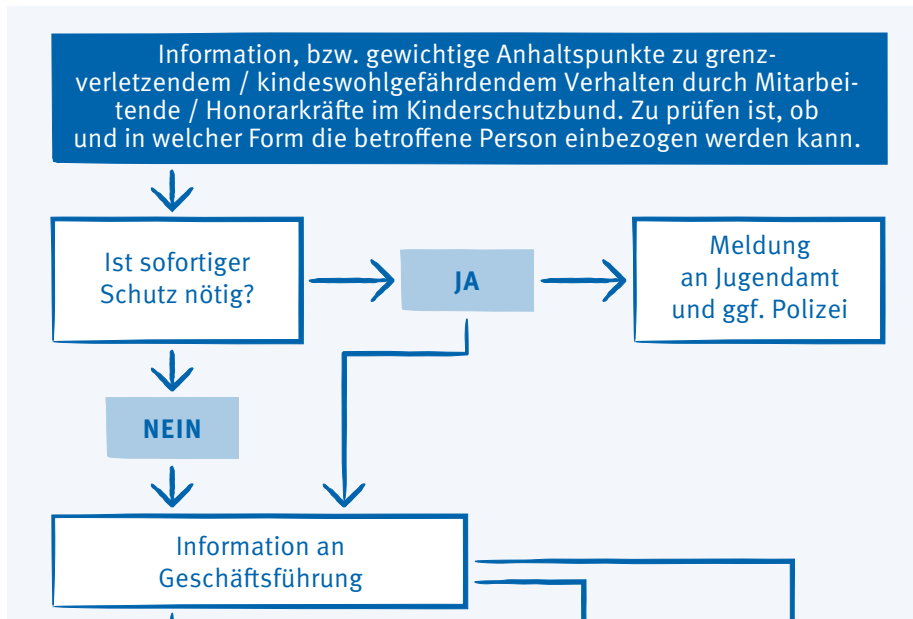 Information, bzw. gewichtige Anhaltspunkte zu grenz-
verletzendem / kindeswohlgefährdendem Verhalten durch Mitarbei-
tende / Honorarkräfte im Kinderschutzbund. Zu prüfen ist, ob
und in welcher Form die betroffene Person einbezogen werden kann.
Ist sofortiger
Schutz nötig?
JA
Meldung
an Jugendamt
und ggf. Polizei
NEIN
Information an
Geschäftsführung